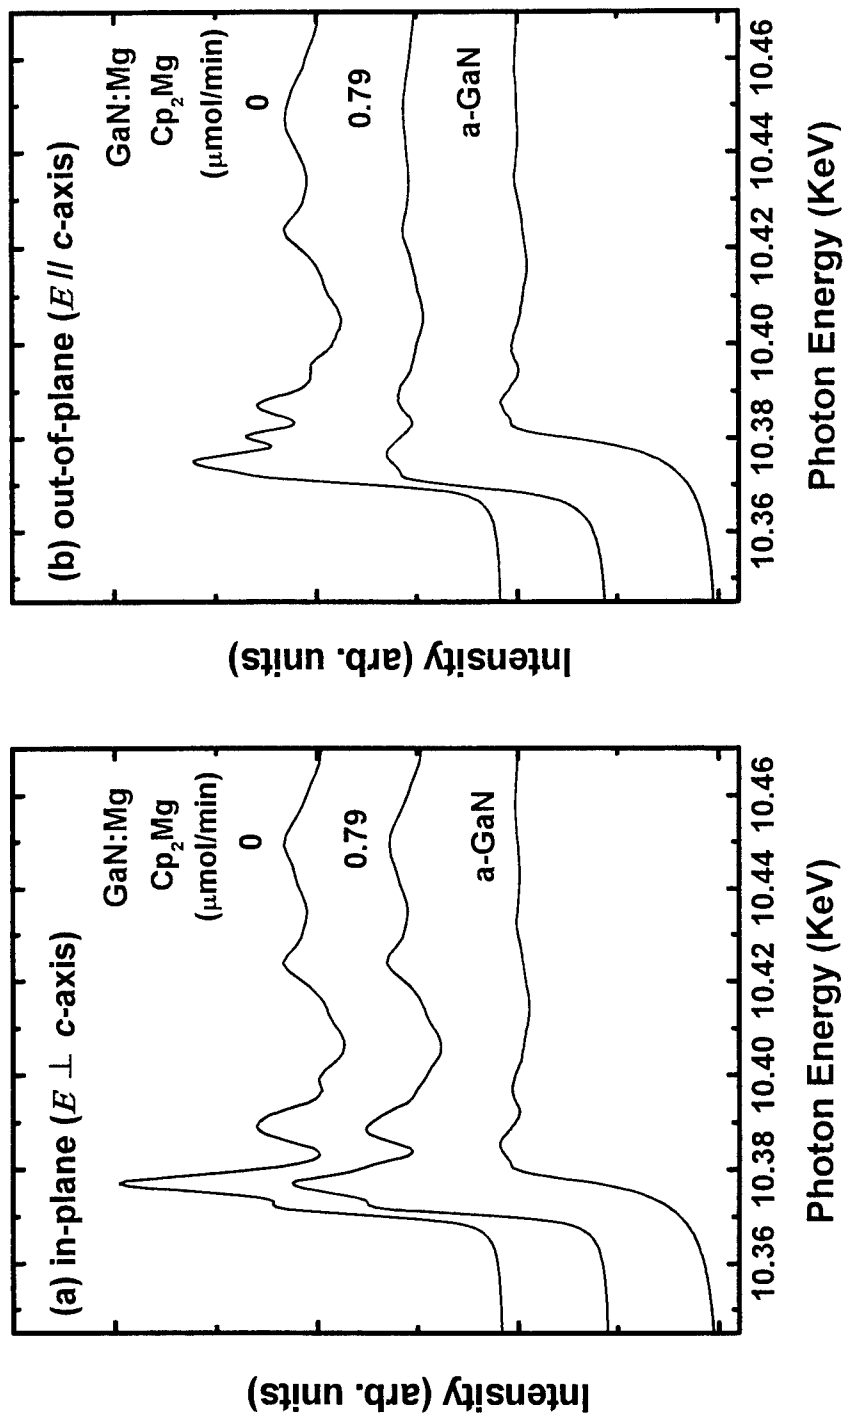 (a) in-plane (E ⊥ c-axis)
GaN:Mg
Cp₂Mg
(μmol/min)
0
0.79
a-GaN
10.36 10.38 10.40 10.42 10.44 10.46
Photon Energy (KeV)
Intensity (arb. units)
(b) out-of-plane (E // c-axis)
GaN:Mg
Cp₂Mg
(μmol/min)
0
0.79
a-GaN
10.36 10.38 10.40 10.42 10.44 10.46
Photon Energy (KeV)
Intensity (arb. units)